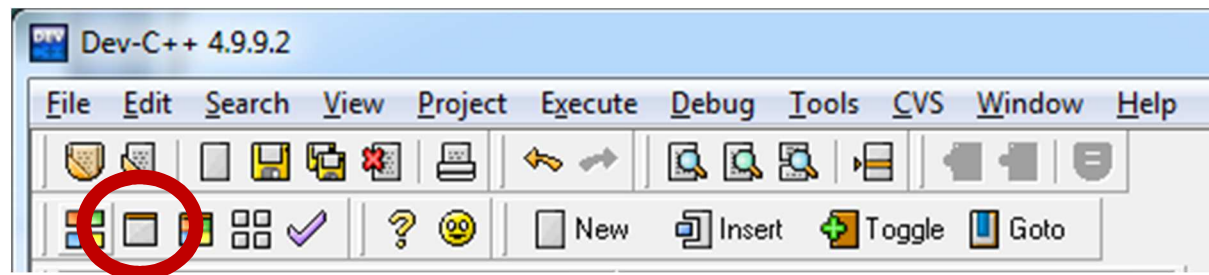 DEV Dev-C++ 4.9.9.2
File Edit Search View Project Execute Debug Tools CVS Window Help
New Insert Toggle Goto